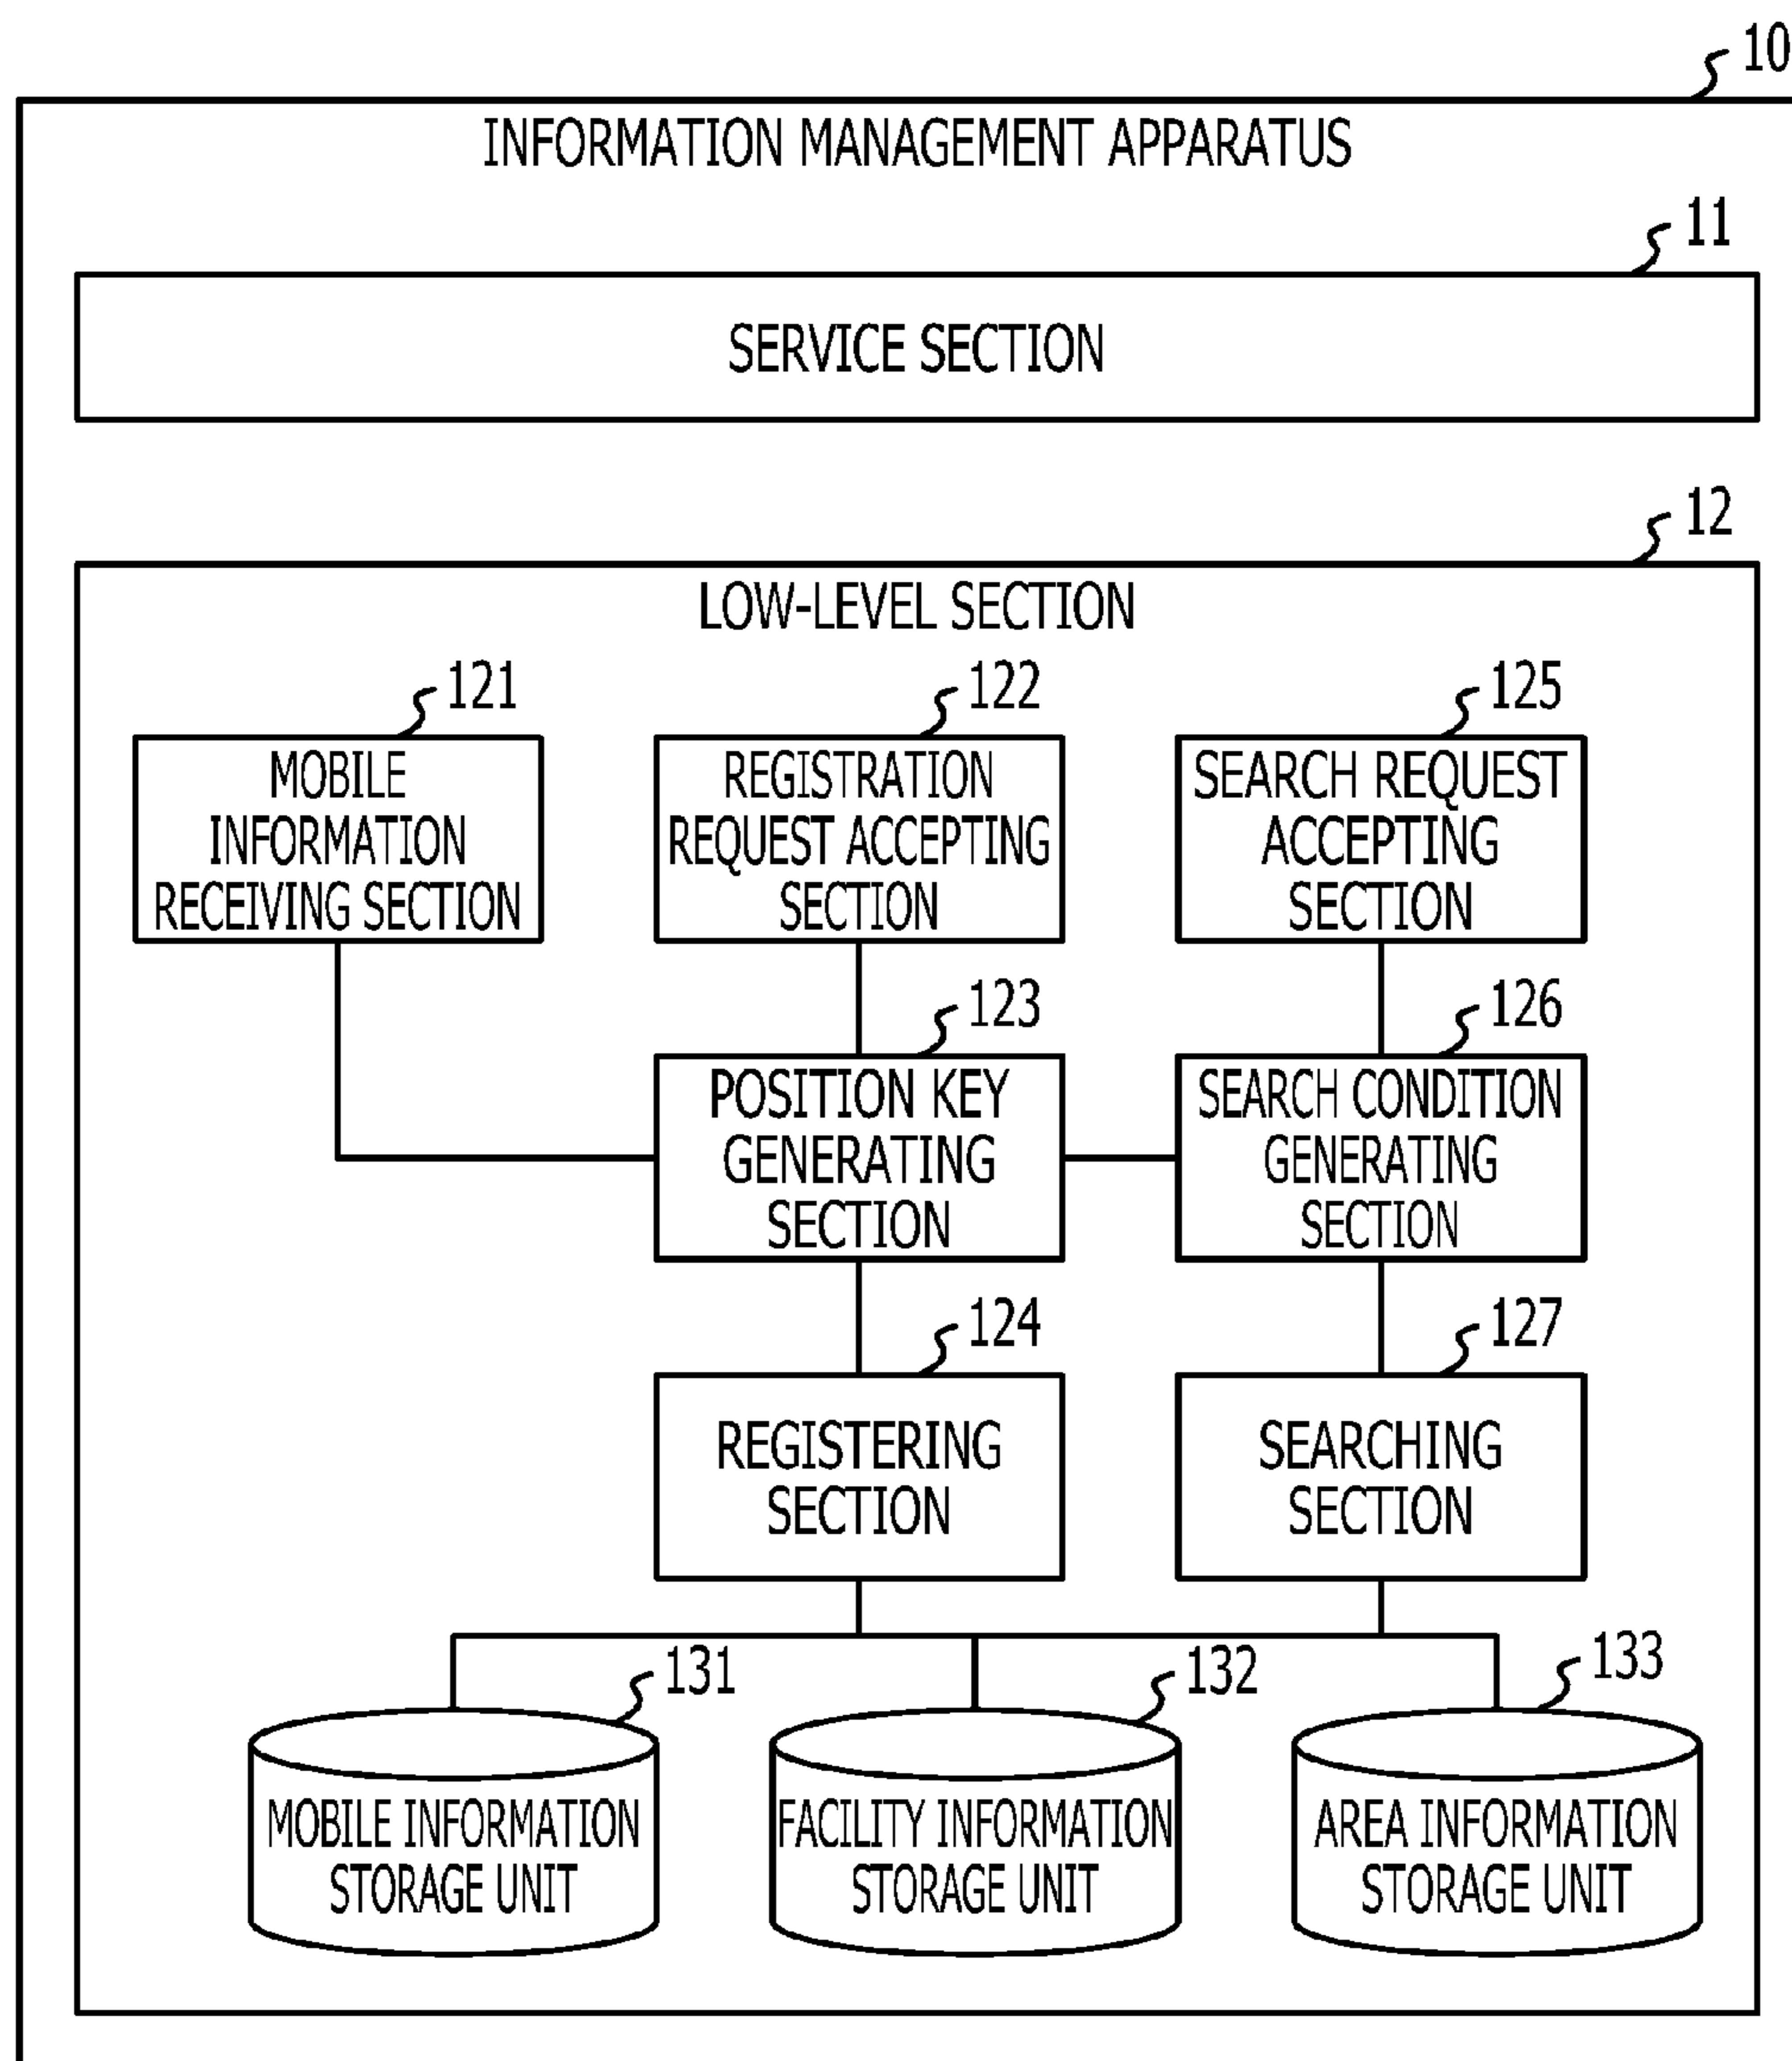 10
INFORMATION MANAGEMENT APPARATUS
11
SERVICE SECTION
12
LOW-LEVEL SECTION
121
MOBILE
INFORMATION
RECEIVING SECTION
122
REGISTRATION
REQUEST ACCEPTING
SECTION
125
SEARCH REQUEST
ACCEPTING
SECTION
123
POSITION KEY
GENERATING
SECTION
126
SEARCH CONDITION
GENERATING
SECTION
124
REGISTERING
SECTION
127
SEARCHING
SECTION
131
MOBILE INFORMATION
STORAGE UNIT
132
FACILITY INFORMATION
STORAGE UNIT
133
AREA INFORMATION
STORAGE UNIT